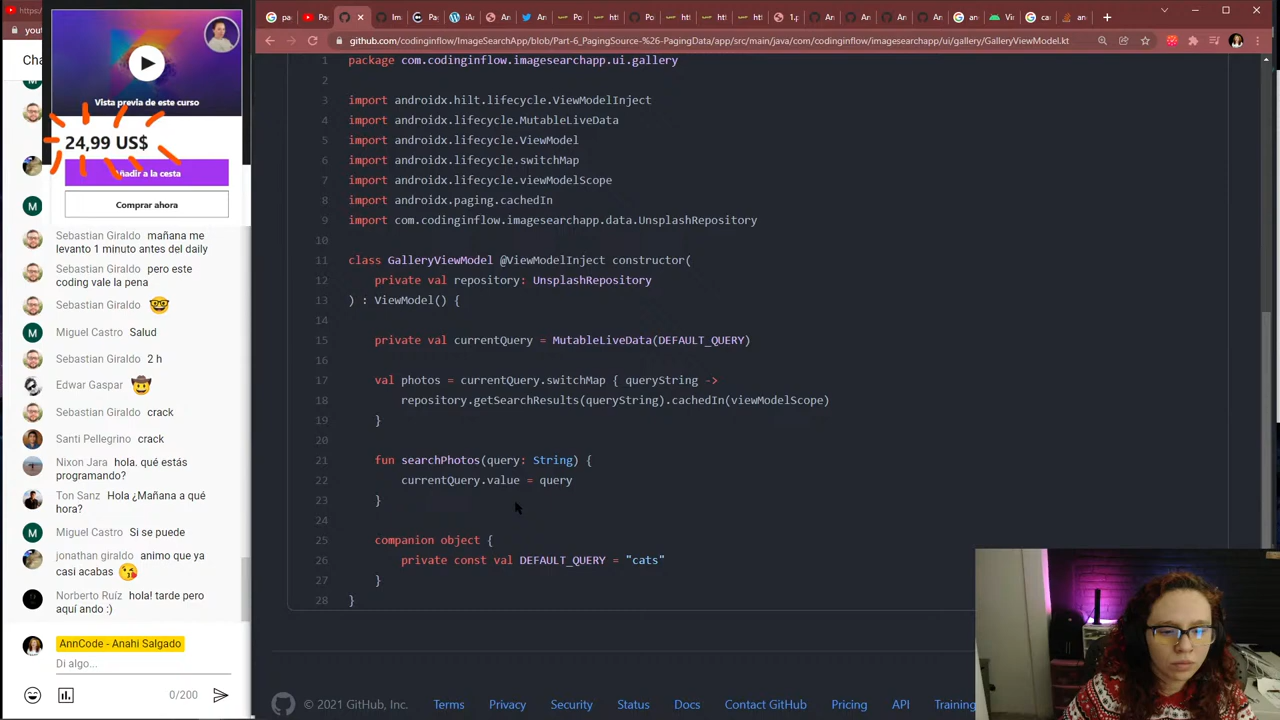 https:/
youtu
Cha
Vista previa de este curso
24,99 US$
Añadir a la cesta
Comprar ahora
Sebastian Giraldo mañana me
levanto 1 minuto antes del daily
Sebastian Giraldo pero este
coding vale la pena
Sebastian Giraldo 🤓
M Miguel Castro Salud
Sebastian Giraldo 2 h
Edwar Gaspar 🤠
Sebastian Giraldo crack
Santi Pellegrino crack
Nixon Jara hola. qué estás
programando?
Ton Sanz Hola ¿Mañana a qué
hora?
M Miguel Castro Si se puede
jonathan giraldo animo que ya
casi acabas 😘
Norberto Ruíz hola! tarde pero
aquí ando :)
AnnCode - Anahi Salgado
Di algo...
0/200
github.com/codinginflow/ImageSearchApp/blob/Part-6_PagingSource-%26-PagingData/app/src/main/java/com/codinginflow/imagesearchapp/ui/gallery/GalleryViewModel.kt
1 package com.codinginflow.imagesearchapp.ui.gallery
2
3 import androidx.hilt.lifecycle.ViewModelInject
4 import androidx.lifecycle.MutableLiveData
5 import androidx.lifecycle.ViewModel
6 import androidx.lifecycle.switchMap
7 import androidx.lifecycle.viewModelScope
8 import androidx.paging.cachedIn
9 import com.codinginflow.imagesearchapp.data.UnsplashRepository
10
11 class GalleryViewModel @ViewModelInject constructor(
12 private val repository: UnsplashRepository
13 ) : ViewModel() {
14
15 private val currentQuery = MutableLiveData(DEFAULT_QUERY)
16
17 val photos = currentQuery.switchMap { queryString ->
18 repository.getSearchResults(queryString).cachedIn(viewModelScope)
19 }
20
21 fun searchPhotos(query: String) {
22 currentQuery.value = query
23 }
24
25 companion object {
26 private const val DEFAULT_QUERY = "cats"
27 }
28 }
© 2021 GitHub, Inc. Terms Privacy Security Status Docs Contact GitHub Pricing API Training